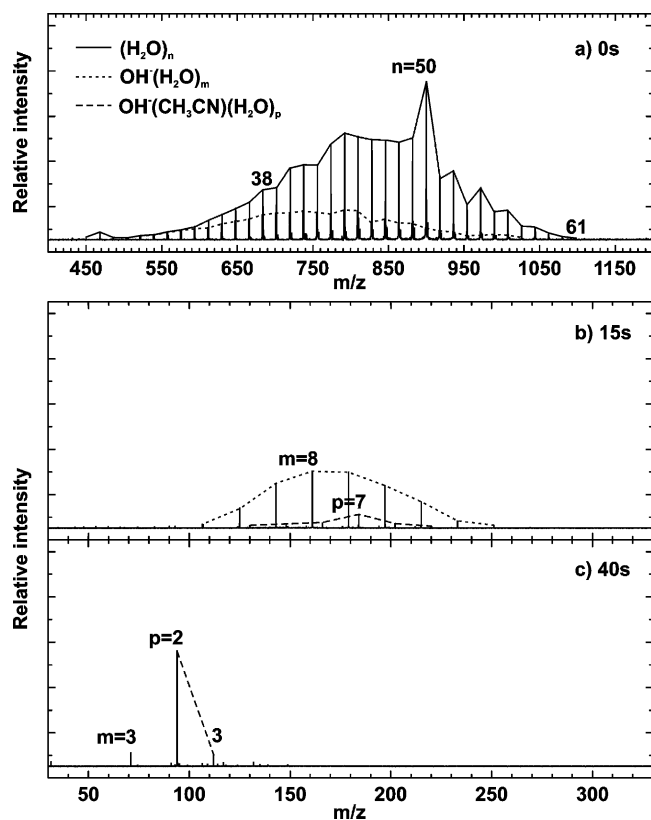 (H₂O)ₙ
OH⁻(H₂O)ₘ
OH⁻(CH₃CN)(H₂O)ₚ
n=50
a) 0s
38
61
Relative intensity
450 550 650 750 850 950 1050 1150
m/z
b) 15s
m=8
p=7
Relative intensity
c) 40s
p=2
m=3
3
50 100 150 200 250 300
m/z